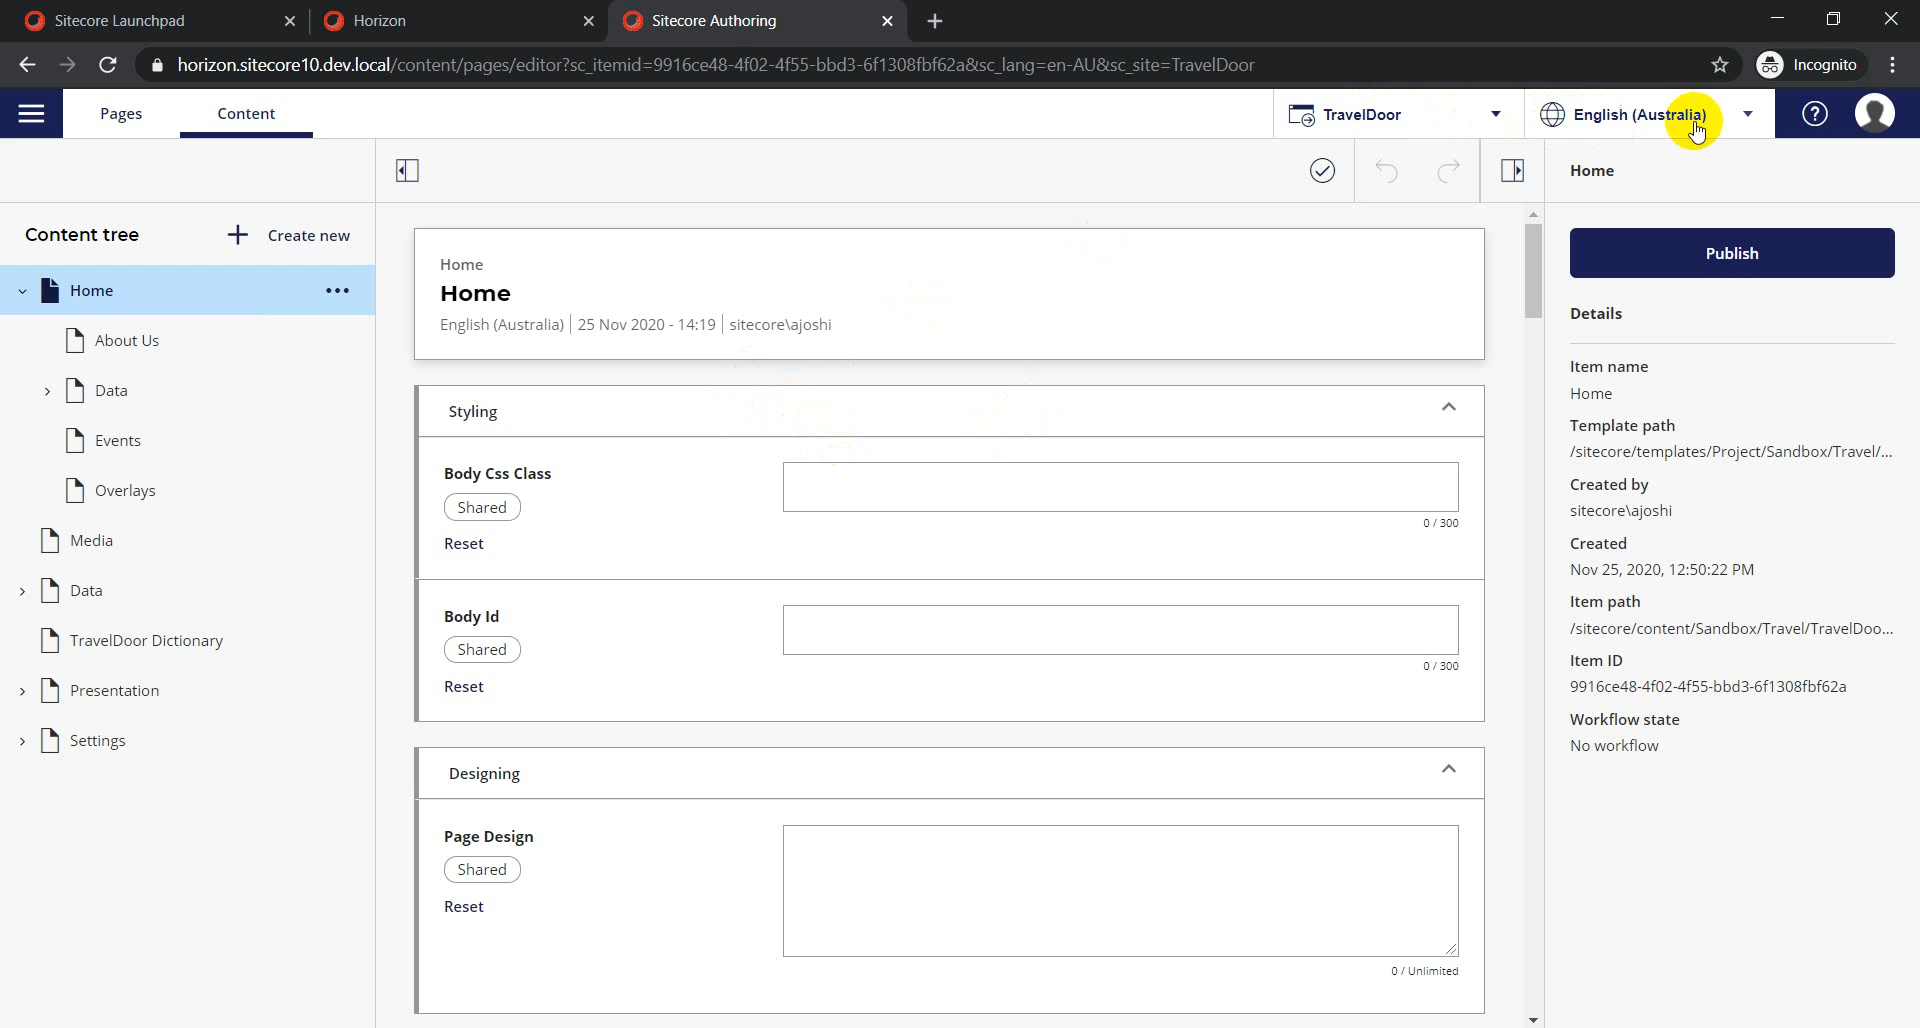 Sitecore Launchpad
Horizon
Sitecore Authoring
horizon.sitecore10.dev.local/content/pages/editor?sc_itemid=9916ce48-4f02-4f55-bbd3-6f1308fbf62a&sc_lang=en-AU&sc_site=TravelDoor
Incognito
Pages
Content
TravelDoor
English (Australia)
Home
Content tree
Create new
Home
About Us
Data
Events
Overlays
Media
Data
TravelDoor Dictionary
Presentation
Settings
Home
Home
English (Australia) | 25 Nov 2020 - 14:19 | sitecore\ajoshi
Styling
Body Css Class
Shared
Reset
0 / 300
Body Id
Shared
Reset
0 / 300
Designing
Page Design
Shared
Reset
0 / Unlimited
Publish
Details
Item name
Home
Template path
/sitecore/templates/Project/Sandbox/Travel/...
Created by
sitecore\ajoshi
Created
Nov 25, 2020, 12:50:22 PM
Item path
/sitecore/content/Sandbox/Travel/TravelDoo...
Item ID
9916ce48-4f02-4f55-bbd3-6f1308fbf62a
Workflow state
No workflow